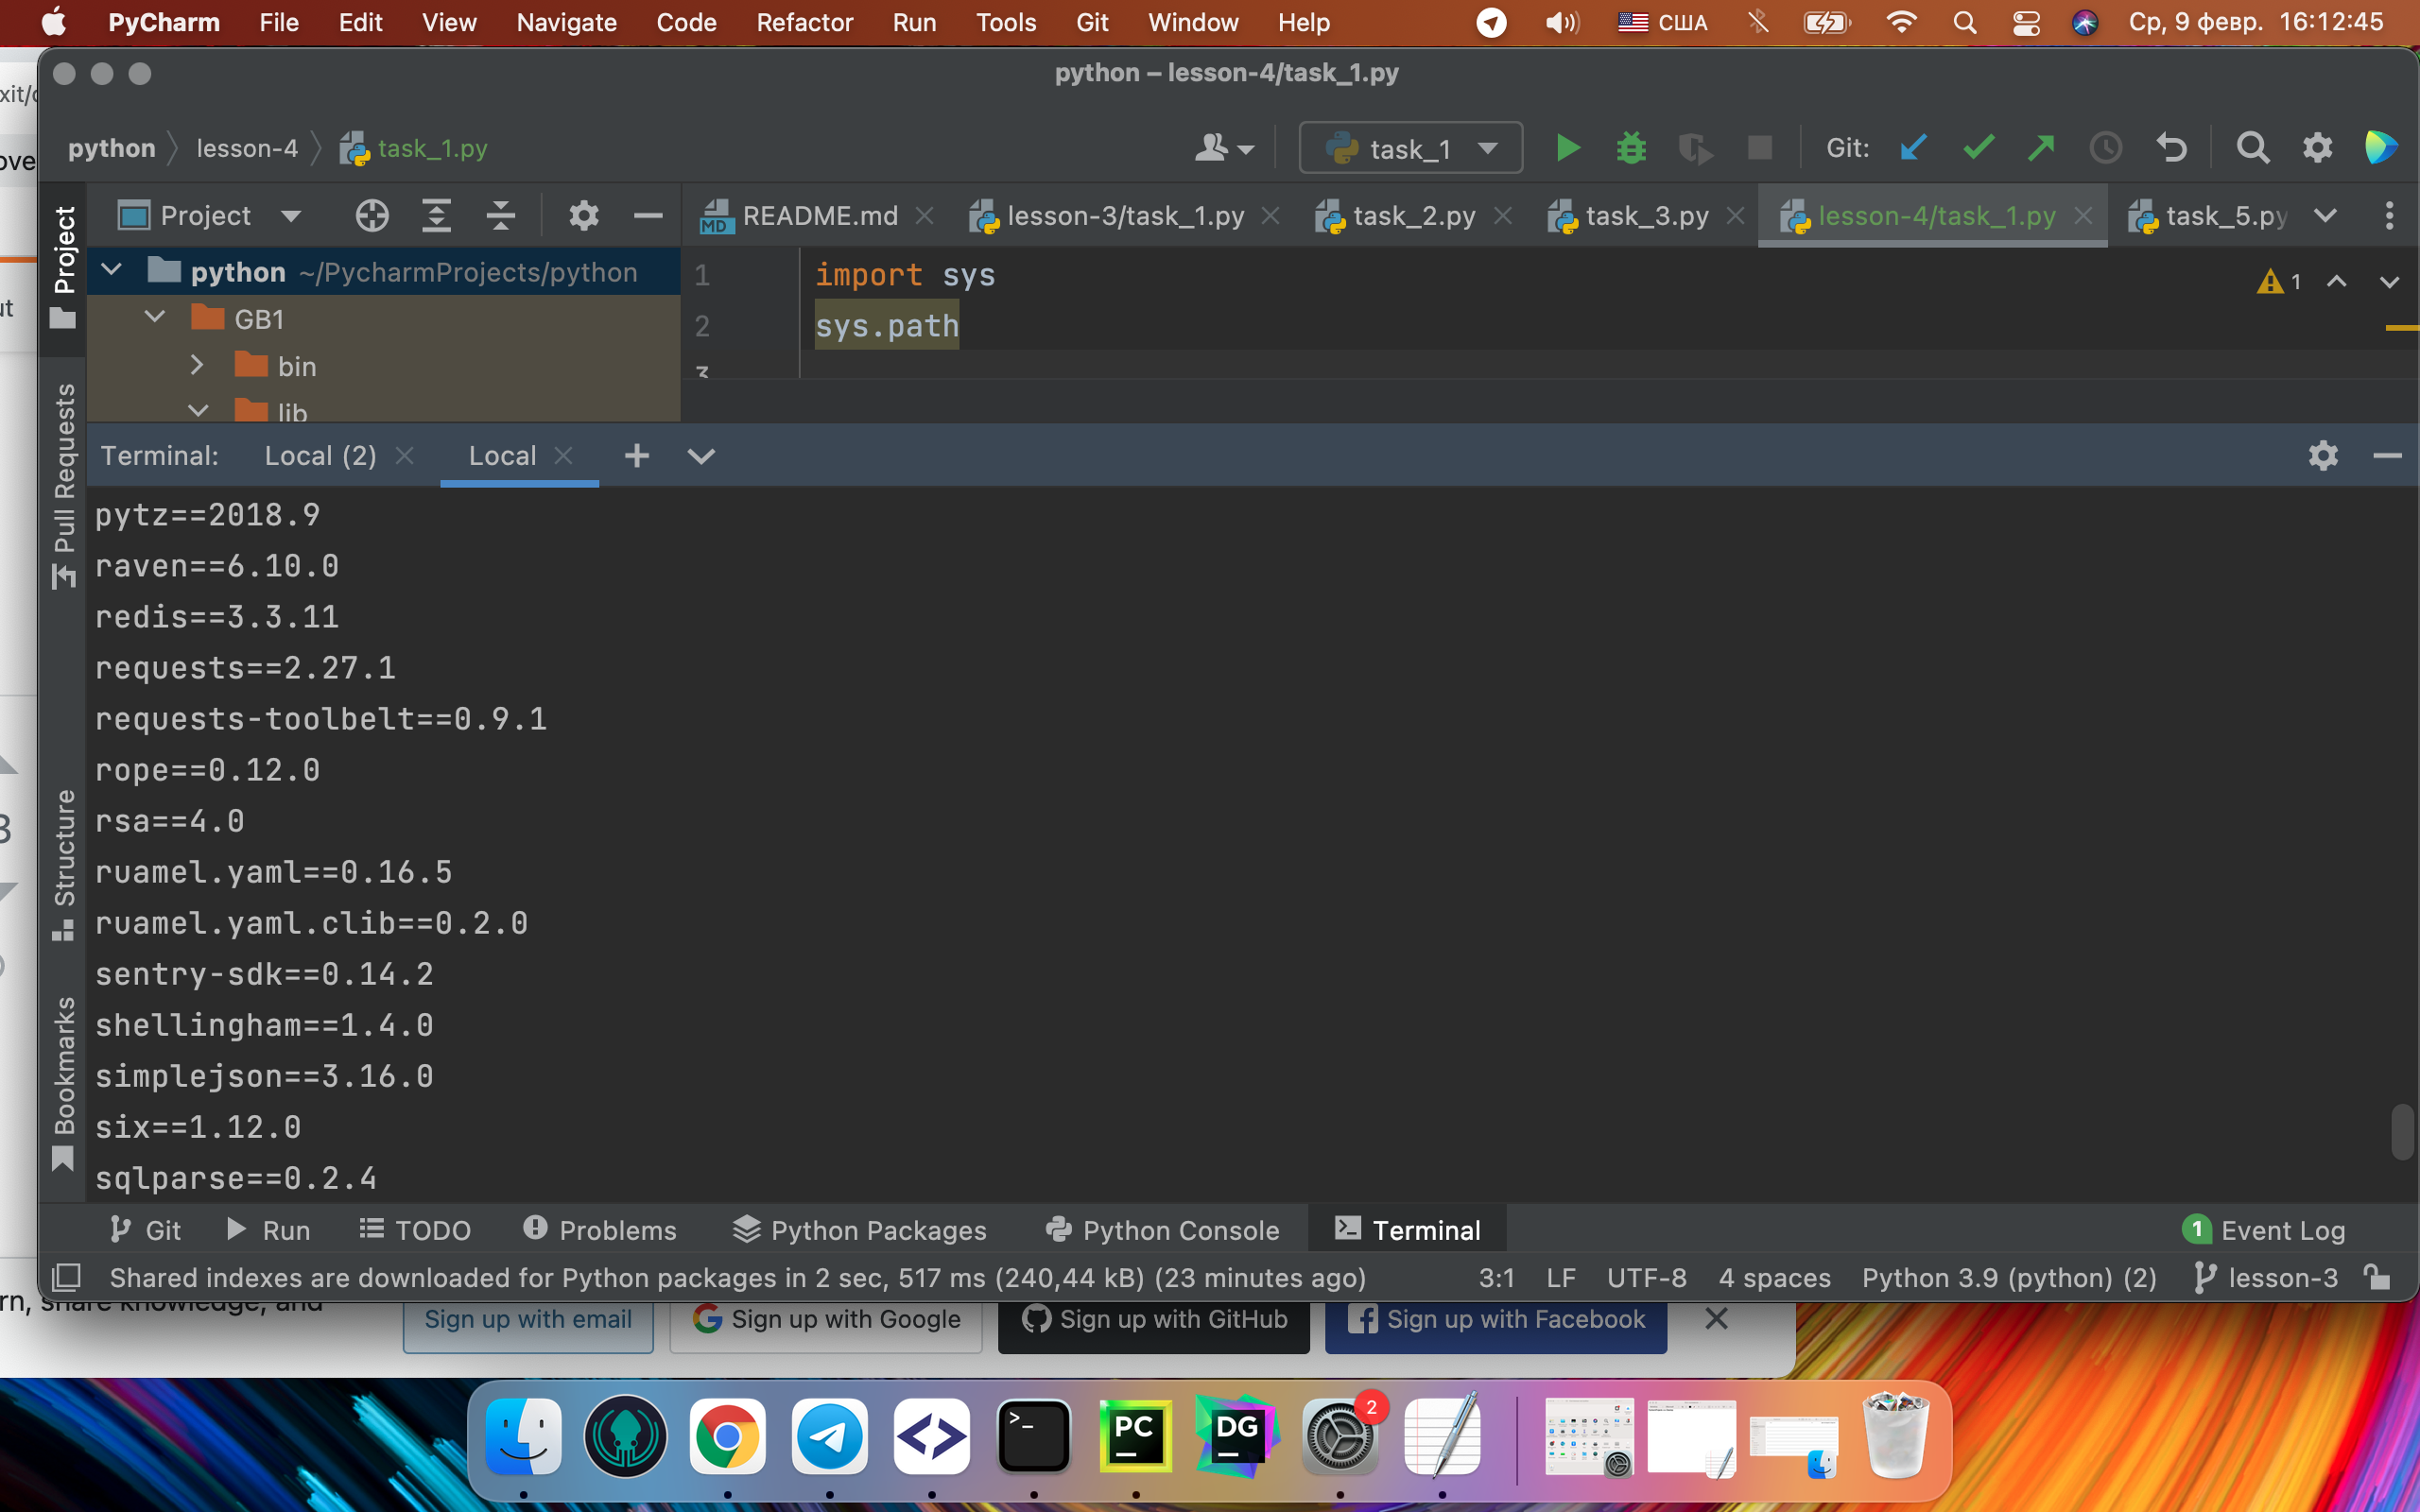 PyCharm File Edit View Navigate Code Refactor Run Tools Git Window Help США Ср, 9 февр. 16:12:45
python – lesson-4/task_1.py
python lesson-4 task_1.py task_1 Git:
Project README.md lesson-3/task_1.py task_2.py task_3.py lesson-4/task_1.py task_5.py
python ~/PycharmProjects/python
GB1
bin
lib
1 import sys
2 sys.path
3
1
Project
Pull Requests
Structure
Bookmarks
Terminal: Local (2) Local
pytz==2018.9
raven==6.10.0
redis==3.3.11
requests==2.27.1
requests-toolbelt==0.9.1
rope==0.12.0
rsa==4.0
ruamel.yaml==0.16.5
ruamel.yaml.clib==0.2.0
sentry-sdk==0.14.2
shellingham==1.4.0
simplejson==3.16.0
six==1.12.0
sqlparse==0.2.4
Git Run TODO Problems Python Packages Python Console Terminal 1 Event Log
Shared indexes are downloaded for Python packages in 2 sec, 517 ms (240,44 kB) (23 minutes ago) 3:1 LF UTF-8 4 spaces Python 3.9 (python) (2) lesson-3
share knowledge, and
Sign up with email Sign up with Google Sign up with GitHub Sign up with Facebook
PC DG 2